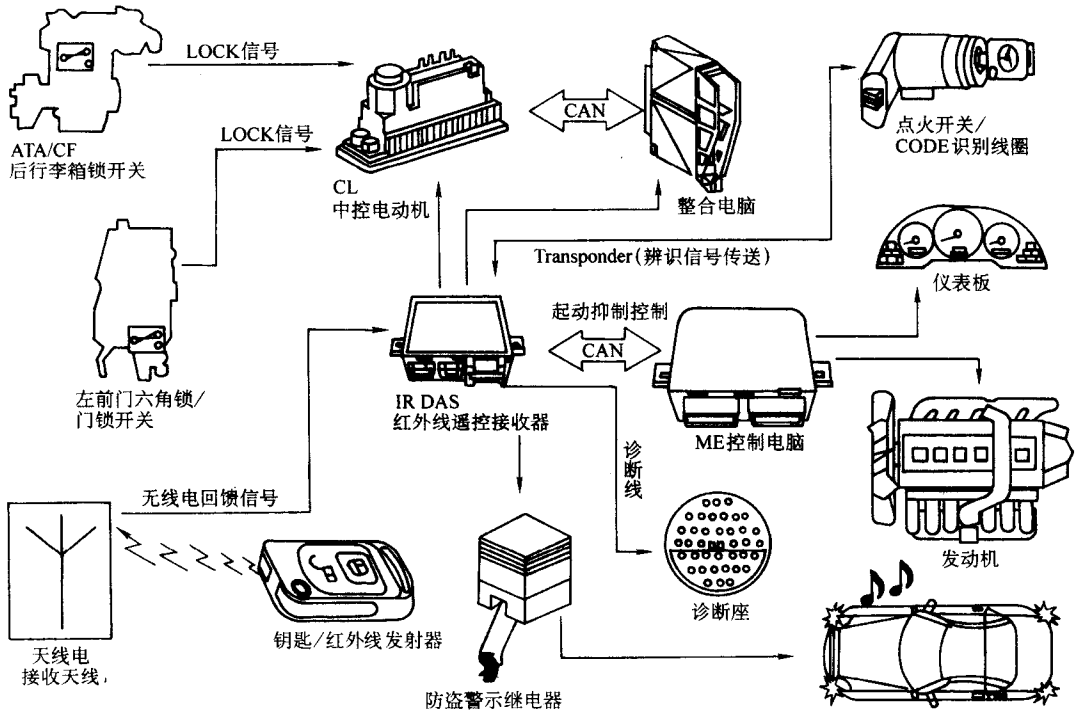 LOCK信号
ATA/CF
后行李箱锁开关
LOCK信号
CL
中控电动机
CAN
整合电脑
点火开关/
CODE识别线圈
Transponder(辨识信号传送)
仪表板
左前门六角锁/
门锁开关
起动抑制控制
CAN
IR DAS
红外线遥控接收器
ME控制电脑
诊断线
无线电回馈信号
发动机
诊断座
钥匙/红外线发射器
天线电
接收天线
防盗警示继电器